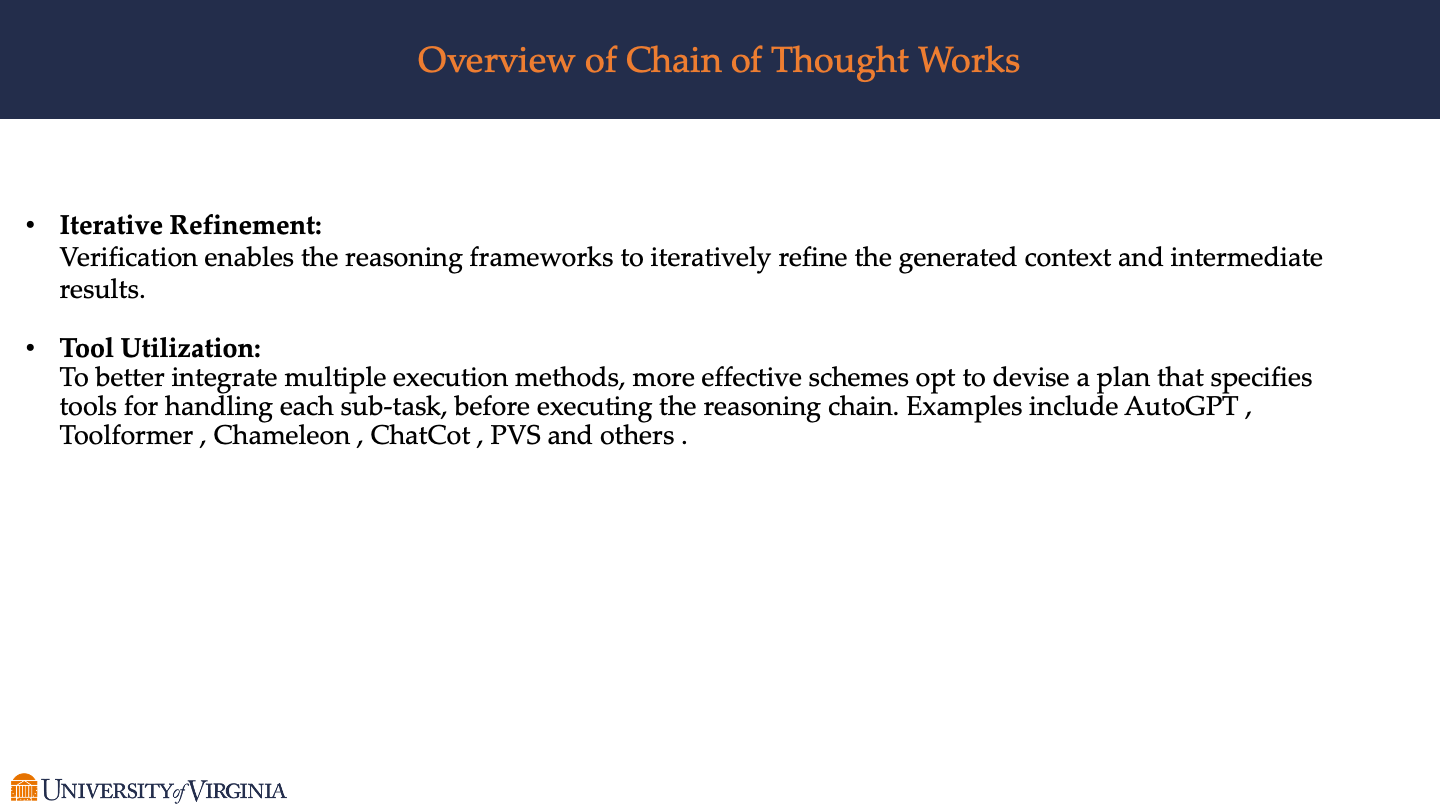 Overview of Chain of Thought Works
• Iterative Refinement:
Verification enables the reasoning frameworks to iteratively refine the generated context and intermediate
results.
• Tool Utilization:
To better integrate multiple execution methods, more effective schemes opt to devise a plan that specifies
tools for handling each sub-task, before executing the reasoning chain. Examples include AutoGPT ,
Toolformer , Chameleon , ChatCot , PVS and others .
UNIVERSITY of VIRGINIA